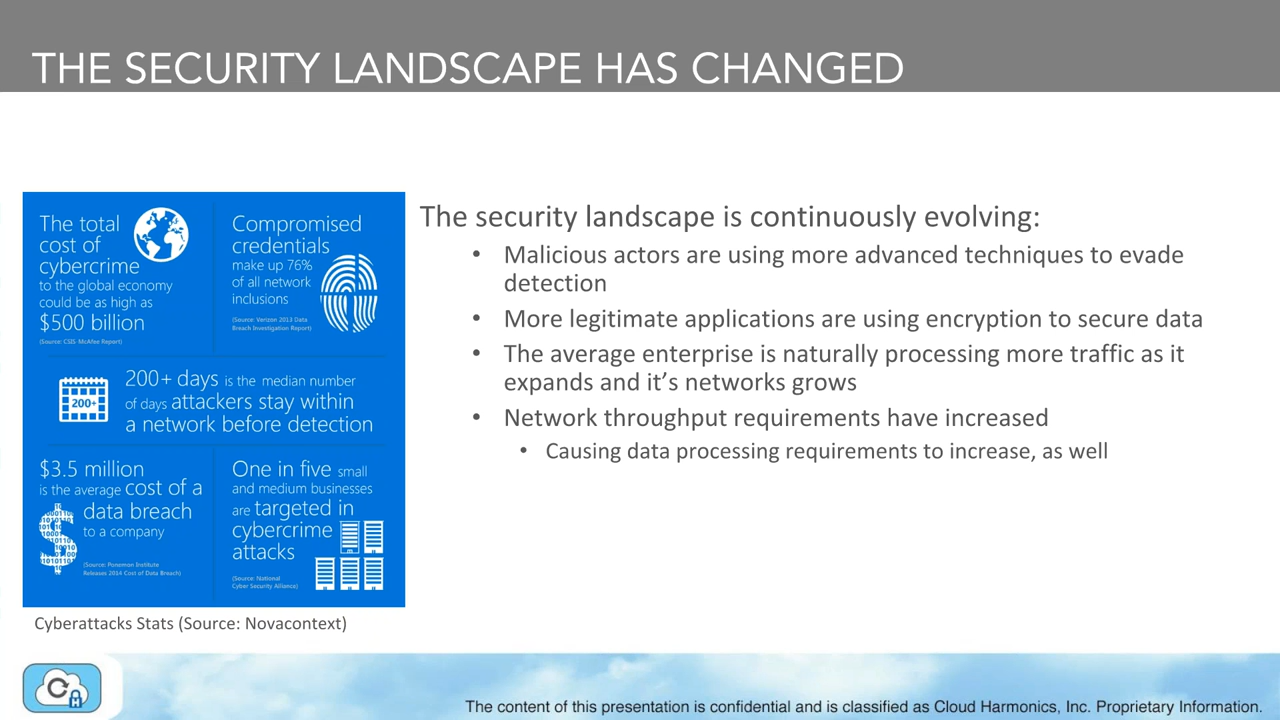 THE SECURITY LANDSCAPE HAS CHANGED
The total
cost of
cybercrime
to the global economy
could be as high as
$500 billion
(Source: CSIS-McAfee Report)
Compromised
credentials
make up 76%
of all network
inclusions
(Source: Verizon 2013 Data
Breach Investigation Report)
200+
200+ days is the median number
of days attackers stay within
a network before detection
$3.5 million
is the average cost of a
data breach
to a company
(Source: Ponemon Institute
Releases 2014 Cost of Data Breach)
One in five small
and medium businesses
are targeted in
cybercrime
attacks
(Source: National
Cyber Security Alliance)
Cyberattacks Stats (Source: Novacontext)
The security landscape is continuously evolving:
• Malicious actors are using more advanced techniques to evade
detection
• More legitimate applications are using encryption to secure data
• The average enterprise is naturally processing more traffic as it
expands and it’s networks grows
• Network throughput requirements have increased
• Causing data processing requirements to increase, as well
The content of this presentation is confidential and is classified as Cloud Harmonics, Inc. Proprietary Information.